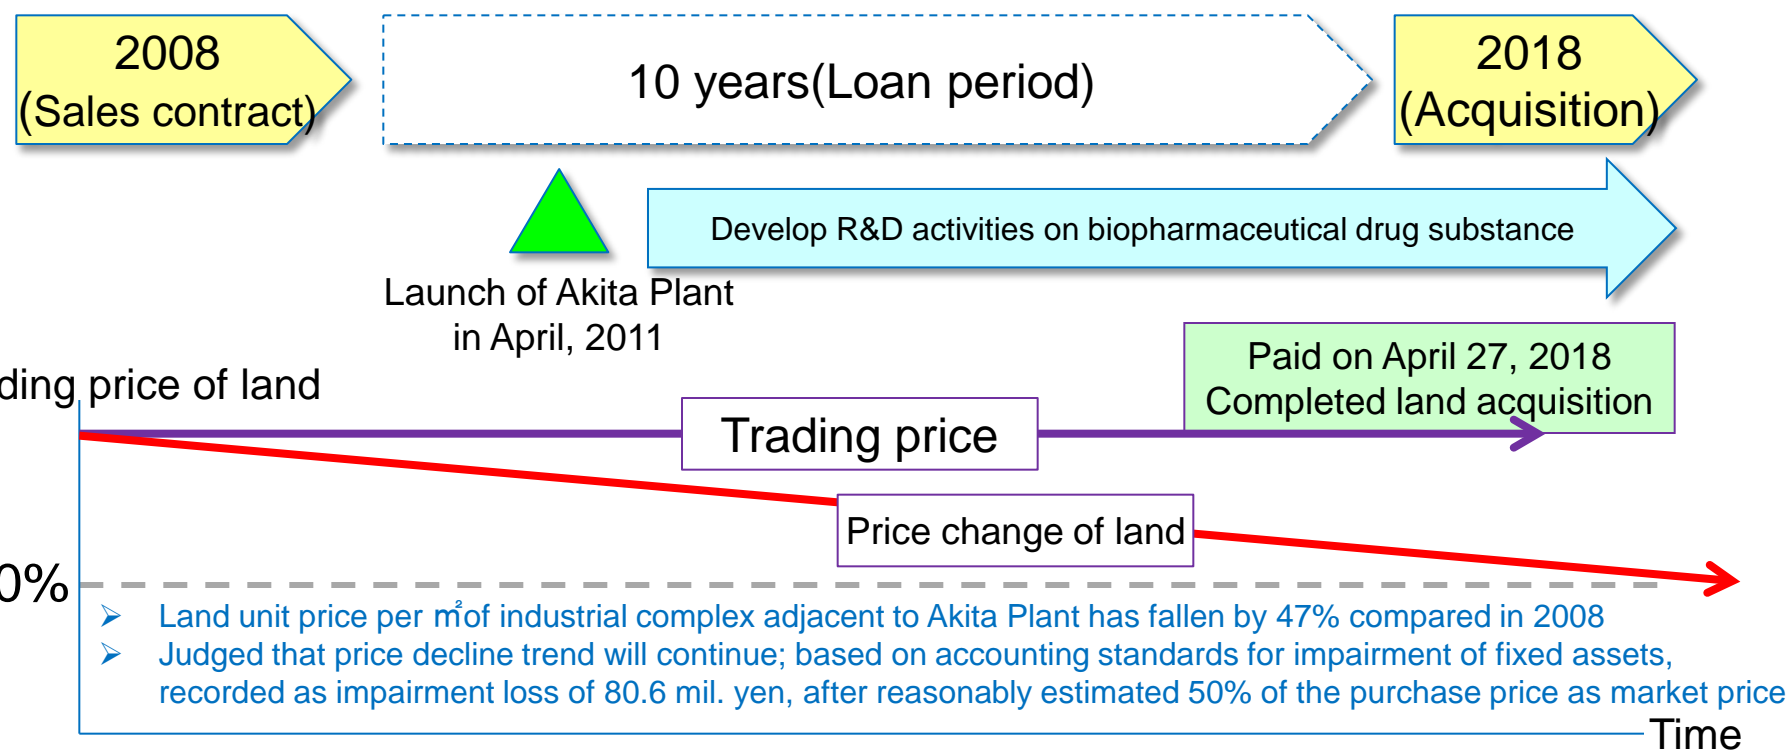 2008
(Sales contract)
10 years(Loan period)
2018
(Acquisition)
Develop R&D activities on biopharmaceutical drug substance
Launch of Akita Plant
in April, 2011
Paid on April 27, 2018
Completed land acquisition
price of land
Trading price
Price change of land
➢ Land unit price per ㎡of industrial complex adjacent to Akita Plant has fallen by 47% compared in 2008
➢ Judged that price decline trend will continue; based on accounting standards for impairment of fixed assets,
recorded as impairment loss of 80.6 mil. yen, after reasonably estimated 50% of the purchase price as market price
Time